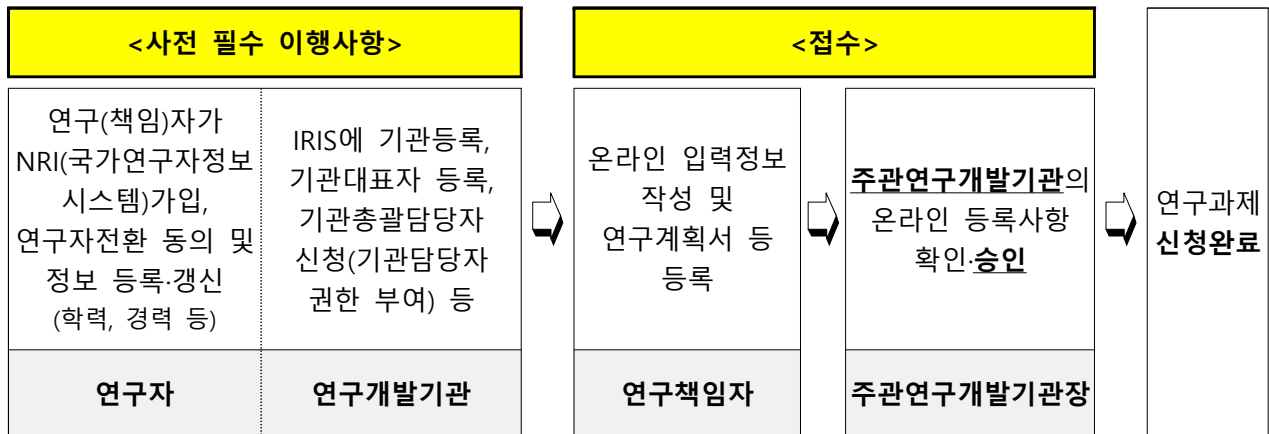 <사전 필수 이행사항>
연구(책임)자가
NRI(국가연구자정보
시스템)가입,
연구자전환 동의 및
정보 등록·갱신
(학력, 경력 등)
연구자
IRIS에 기관등록,
기관대표자 등록,
기관총괄담당자
신청(기관담당자
권한 부여) 등
연구개발기관
<접수>
온라인 입력정보
작성 및
연구계획서 등
등록
연구책임자
주관연구개발기관의
온라인 등록사항
확인·승인
주관연구개발기관장
연구과제
신청완료